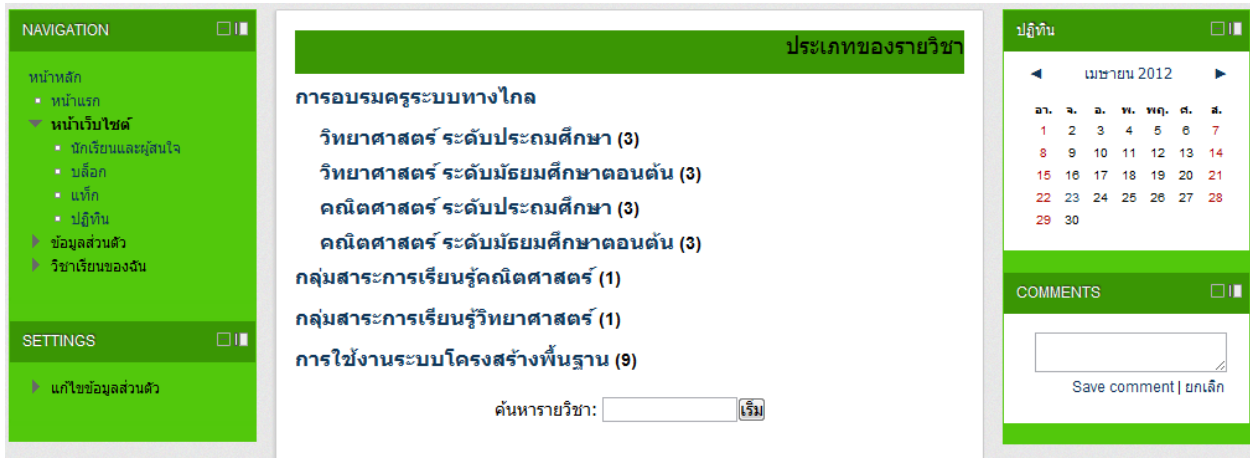 NAVIGATION
หน้าหลัก
หน้าแรก
หน้าเว็บไซต์
นักเรียนและผู้สนใจ
บล็อก
แท็ก
ปฏิทิน
ข้อมูลส่วนตัว
วิชาเรียนของฉัน
SETTINGS
แก้ไขข้อมูลส่วนตัว
ประเภทของรายวิชา
การอบรมครูระบบทางไกล
วิทยาศาสตร์ ระดับประถมศึกษา (3)
วิทยาศาสตร์ ระดับมัธยมศึกษาตอนต้น (3)
คณิตศาสตร์ ระดับประถมศึกษา (3)
คณิตศาสตร์ ระดับมัธยมศึกษาตอนต้น (3)
กลุ่มสาระการเรียนรู้คณิตศาสตร์ (1)
กลุ่มสาระการเรียนรู้วิทยาศาสตร์ (1)
การใช้งานระบบโครงสร้างพื้นฐาน (9)
ค้นหารายวิชา: เริ่ม
ปฏิทิน
◄ เมษายน 2012 ►
อา. จ. อ. พ. พฤ. ศ. ส.
1 2 3 4 5 6 7
8 9 10 11 12 13 14
15 16 17 18 19 20 21
22 23 24 25 26 27 28
29 30
COMMENTS
Save comment | ยกเลิก